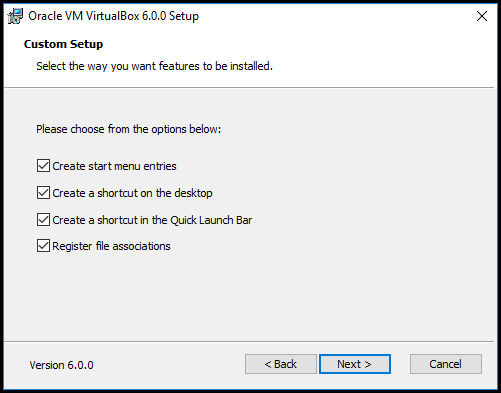 Oracle VM VirtualBox 6.0.0 Setup
Custom Setup
Select the way you want features to be installed.
Please choose from the options below:
Create start menu entries
Create a shortcut on the desktop
Create a shortcut in the Quick Launch Bar
Register file associations
Version 6.0.0
< Back
Next >
Cancel